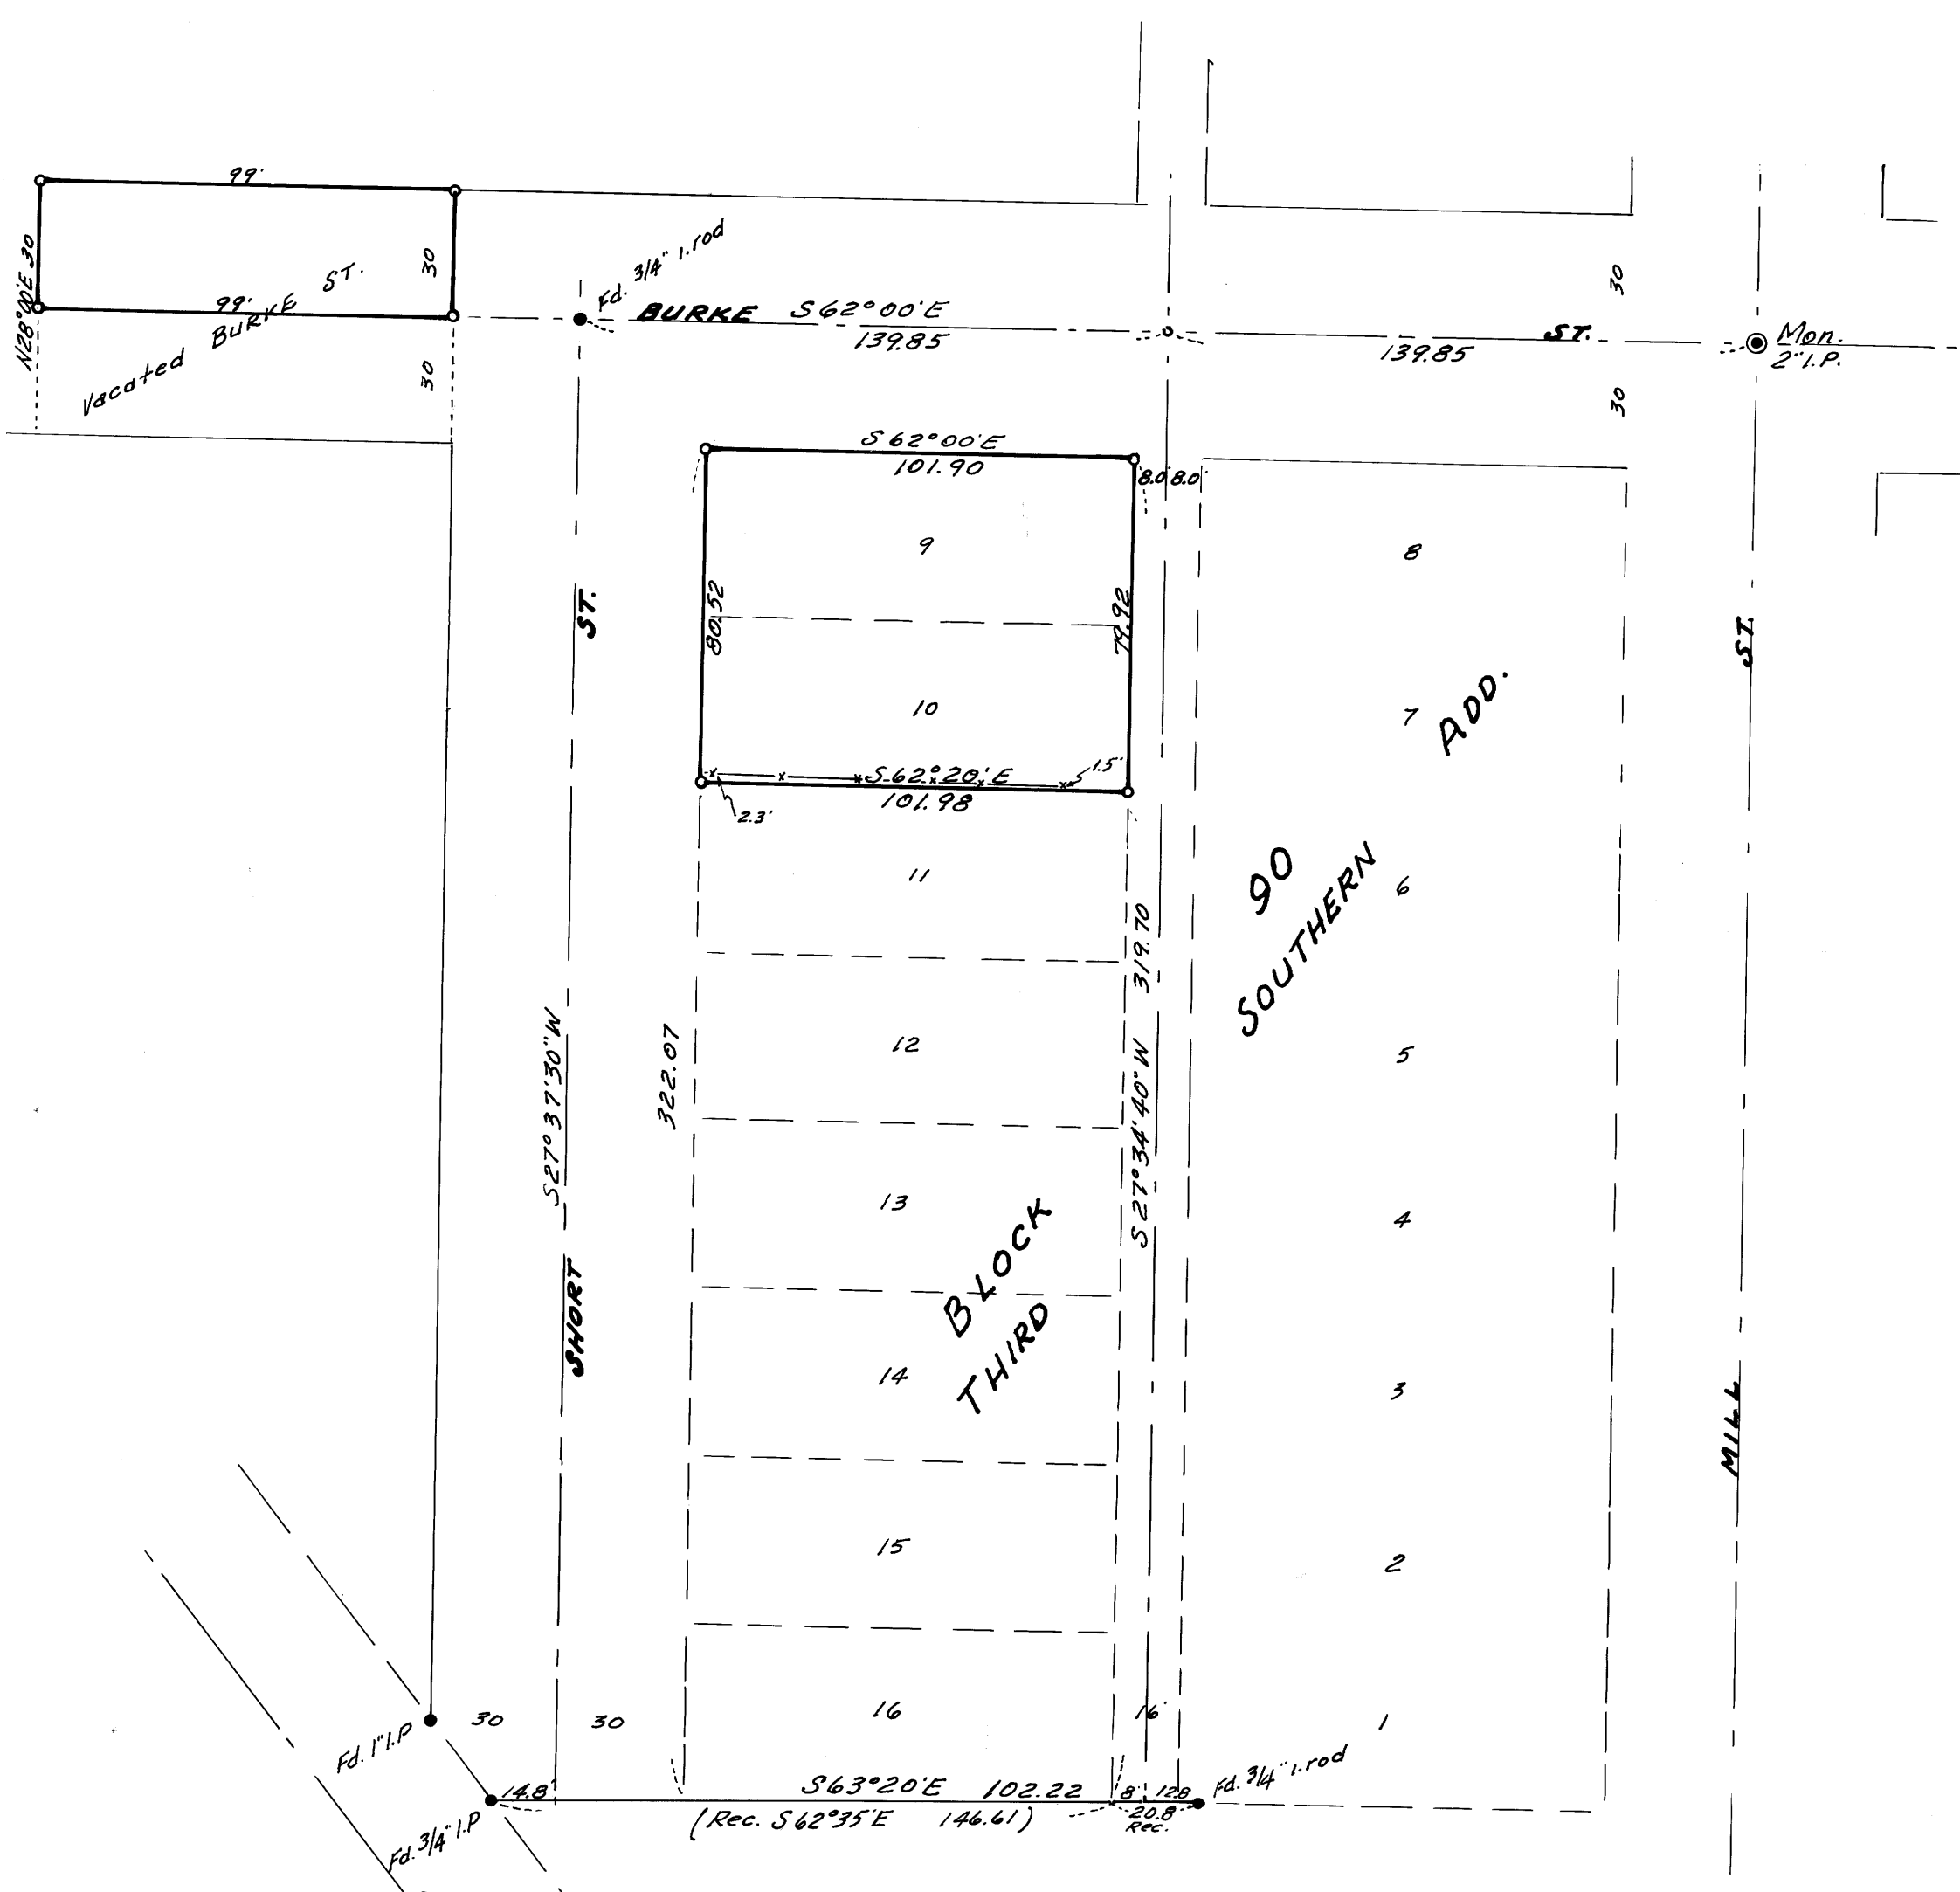 99'
N28°00'E 30
30
99'
Vacated BURKE ST.
30
Fd. 3/4" I.rod
BURKE S62°00'E ST.
139.85
139.85
30
30
Mon.
2" I.P.
S62°00'E
101.90
8.0' 8.0'
9
8
80.52
79.92
ST.
ST.
10
7
ADD.
S-62°20'E
1.5'
101.98
2.3'
11
90
6
SOUTHERN
319.70
12
5
322.07
S27°37'30"W
S27°34'40"W
13
4
BLOCK
THIRD
SHORT
14
3
MILL
15
2
16
16'
1
30
30
Fd. 1" I.P
14.8'
S63°20'E 102.22
8'
12.8
Fd. 3/4" I.rod
(Rec. S62°35'E 146.61)
20.8
Rec.
Fd. 3/4" I.P